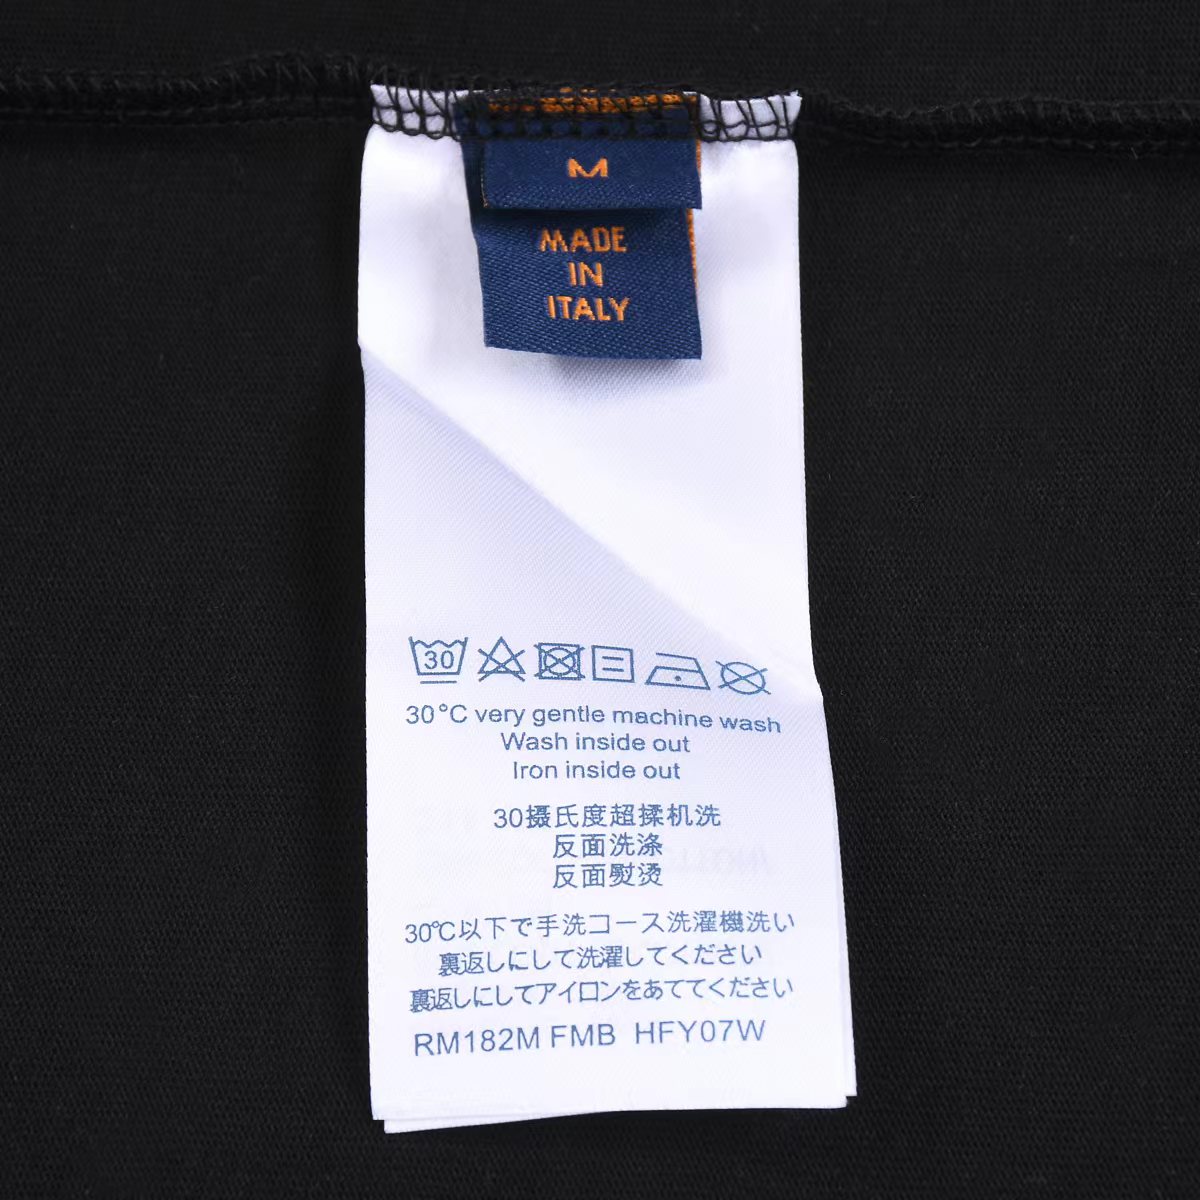 M
MADE
IN
ITALY
30
30°C very gentle machine wash
Wash inside out
Iron inside out
30摄氏度超揉机洗
反面洗涤
反面熨烫
30℃以下で手洗コース洗濯機洗い
裏返しにして洗濯してください
裏返しにしてアイロンをあててください
RM182M FMB HFY07W